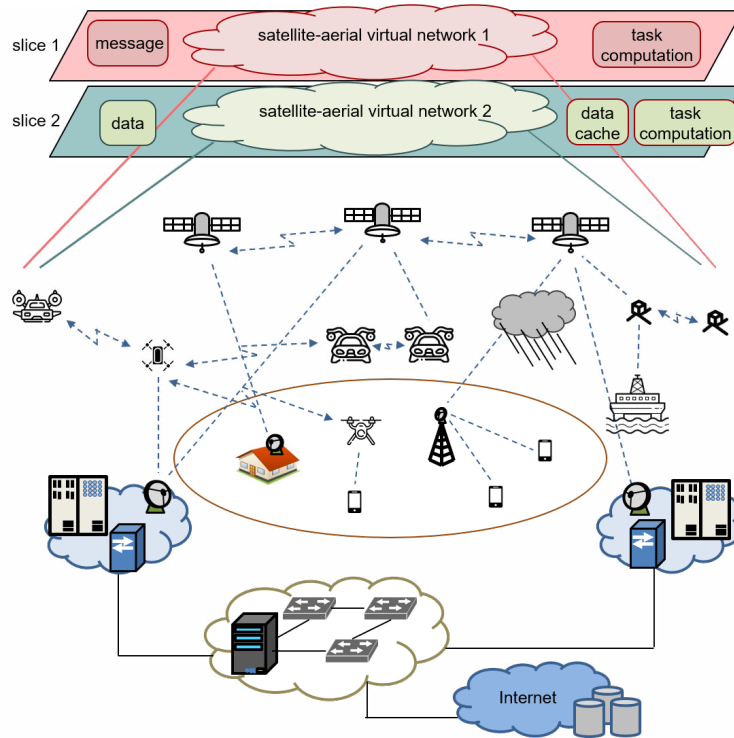 slice 1
message
satellite-aerial virtual network 1
task
computation
slice 2
data
satellite-aerial virtual network 2
data
cache
task
computation
Internet